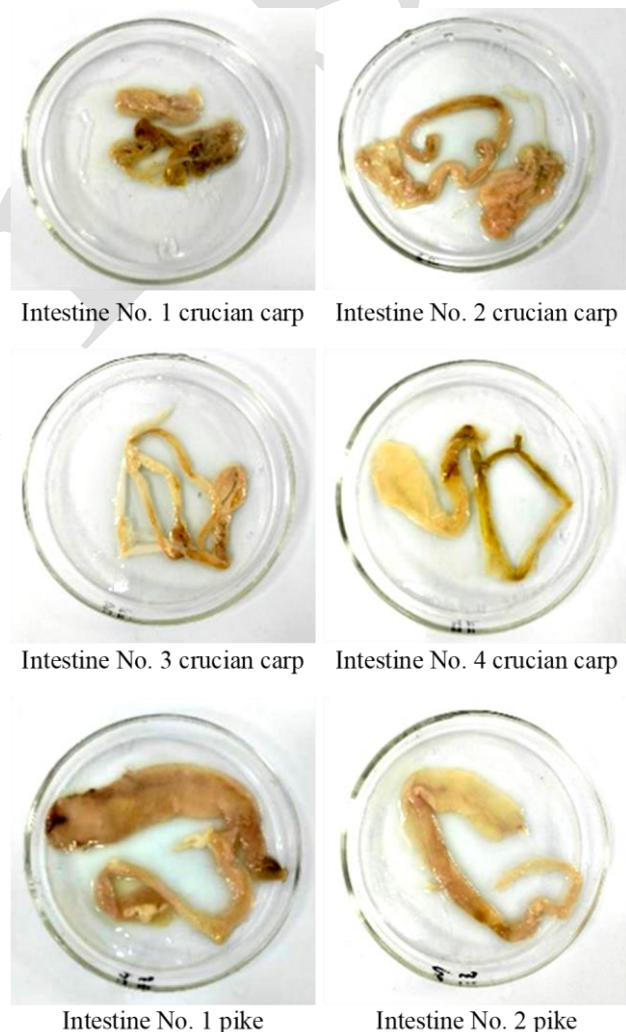 Intestine No. 1 crucian carp
Intestine No. 2 crucian carp
Intestine No. 3 crucian carp
Intestine No. 4 crucian carp
Intestine No. 1 pike
Intestine No. 2 pike